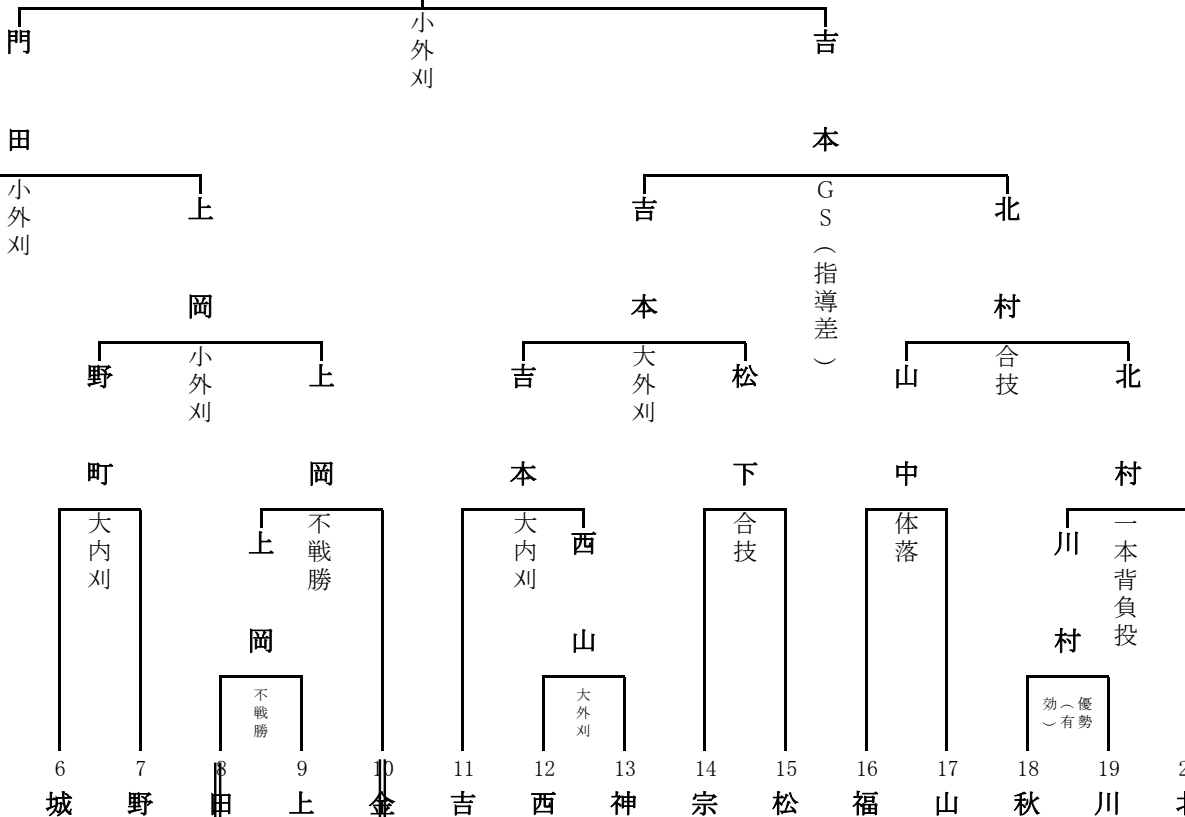 小外刈
門田
吉本
小外刈
上岡
吉本
GS（指導差）
北村
野町
小外刈
上岡
吉本
大外刈
松下
山中
合技
北村
大内刈
上岡
不戦勝
大内刈
西山
合技
体落
川村
一本背負投
不戦勝
大外刈
優勢（有効）
6 7 8 9 10 11 12 13 14 15 16 17 18 19
城 野 田 上 金 吉 西 神 宗 松 福 山 秋 川